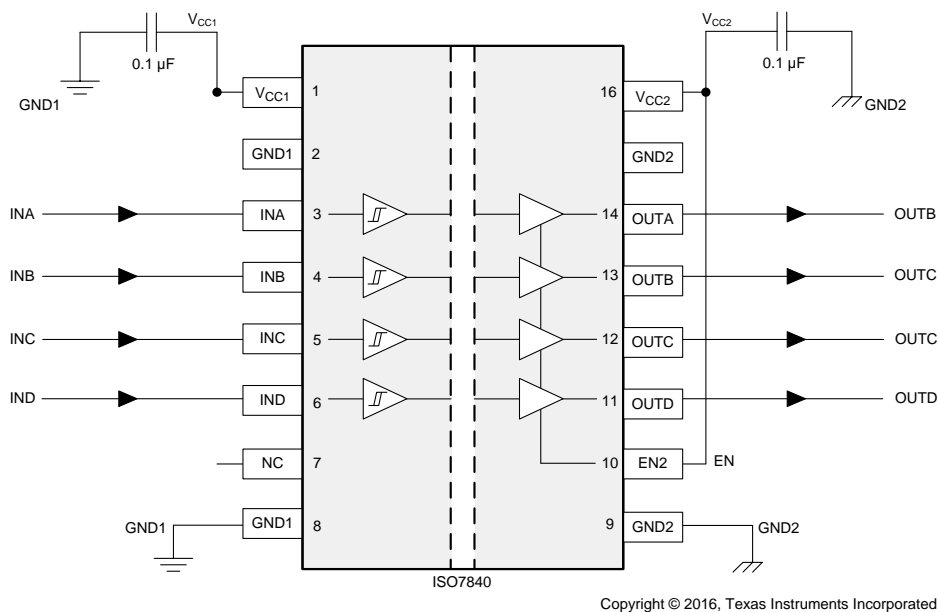 VCC1
VCC2
0.1 µF
0.1 µF
GND1
GND2
VCC1
1
16
VCC2
GND1
2
GND2
INA
INA
3
14
OUTA
OUTB
INB
INB
4
13
OUTB
OUTC
INC
INC
5
12
OUTC
OUTC
IND
IND
6
11
OUTD
OUTD
NC
7
10
EN2
EN
GND1
GND1
8
9
GND2
GND2
ISO7840
Copyright © 2016, Texas Instruments Incorporated